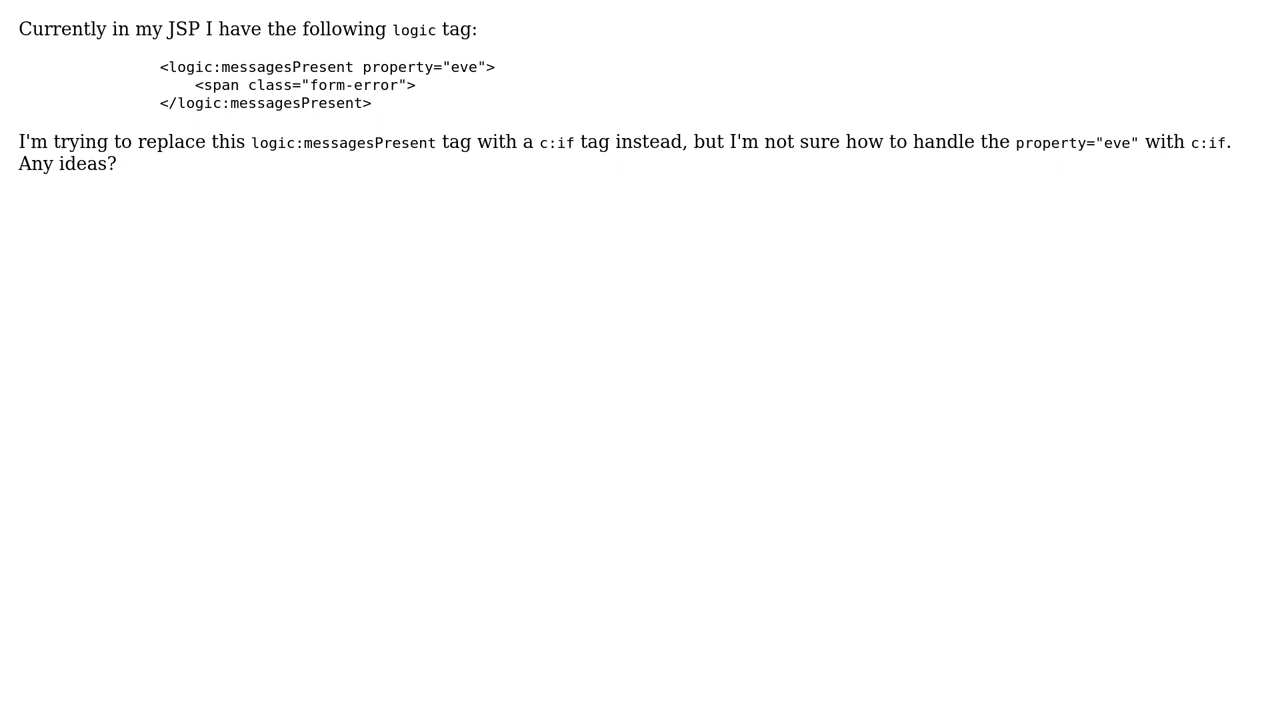 Currently in my JSP I have the following logic tag:
<logic:messagesPresent property="eve">
<span class="form-error">
</logic:messagesPresent>
I'm trying to replace this logic:messagesPresent tag with a c:if tag instead, but I'm not sure how to handle the property="eve" with c:if.
Any ideas?